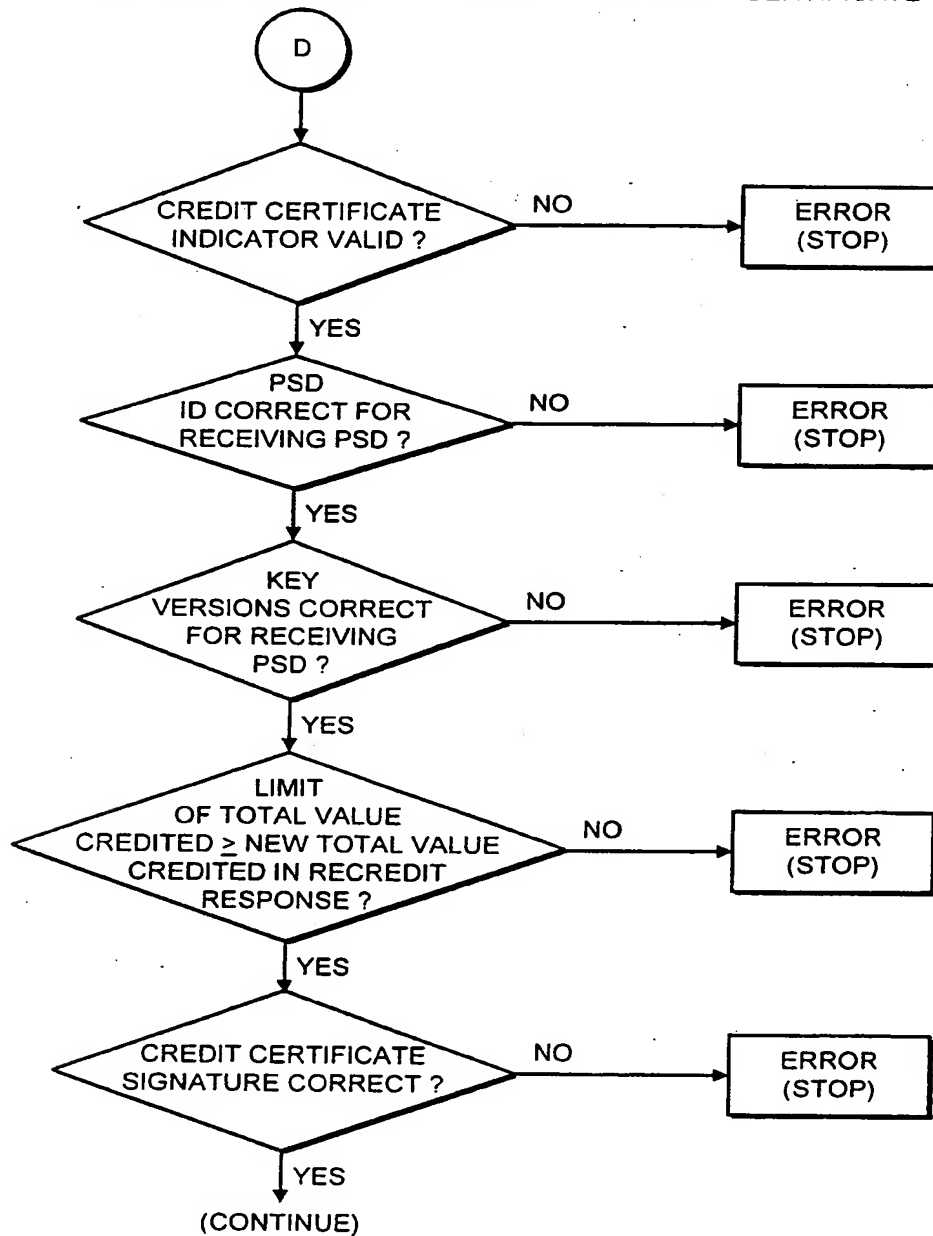 D
CREDIT CERTIFICATE
INDICATOR VALID ?
NO
ERROR
(STOP)
YES
PSD
ID CORRECT FOR
RECEIVING PSD ?
NO
ERROR
(STOP)
YES
KEY
VERSIONS CORRECT
FOR RECEIVING
PSD ?
NO
ERROR
(STOP)
YES
LIMIT
OF TOTAL VALUE
CREDITED ≥ NEW TOTAL VALUE
CREDITED IN RECREDIT
RESPONSE ?
NO
ERROR
(STOP)
YES
CREDIT CERTIFICATE
SIGNATURE CORRECT ?
NO
ERROR
(STOP)
YES
(CONTINUE)